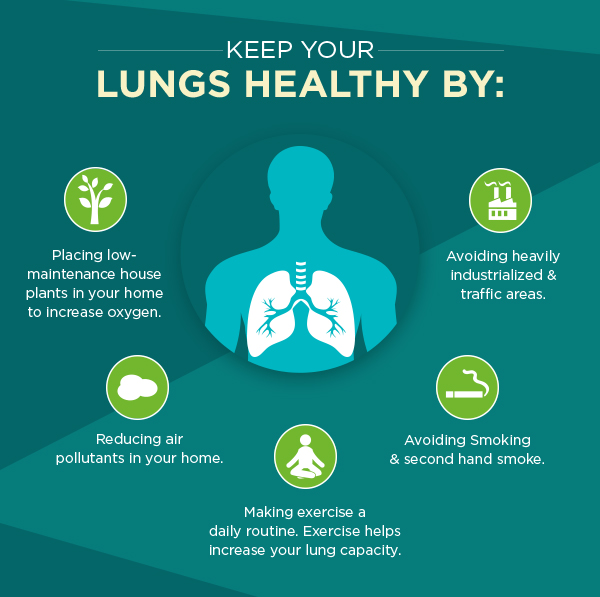 KEEP YOUR
LUNGS HEALTHY BY:
Placing low-
maintenance house
plants in your home
to increase oxygen.
Avoiding heavily
industrialized &
traffic areas.
Reducing air
pollutants in your home.
Avoiding Smoking
& second hand smoke.
Making exercise a
daily routine. Exercise helps
increase your lung capacity.